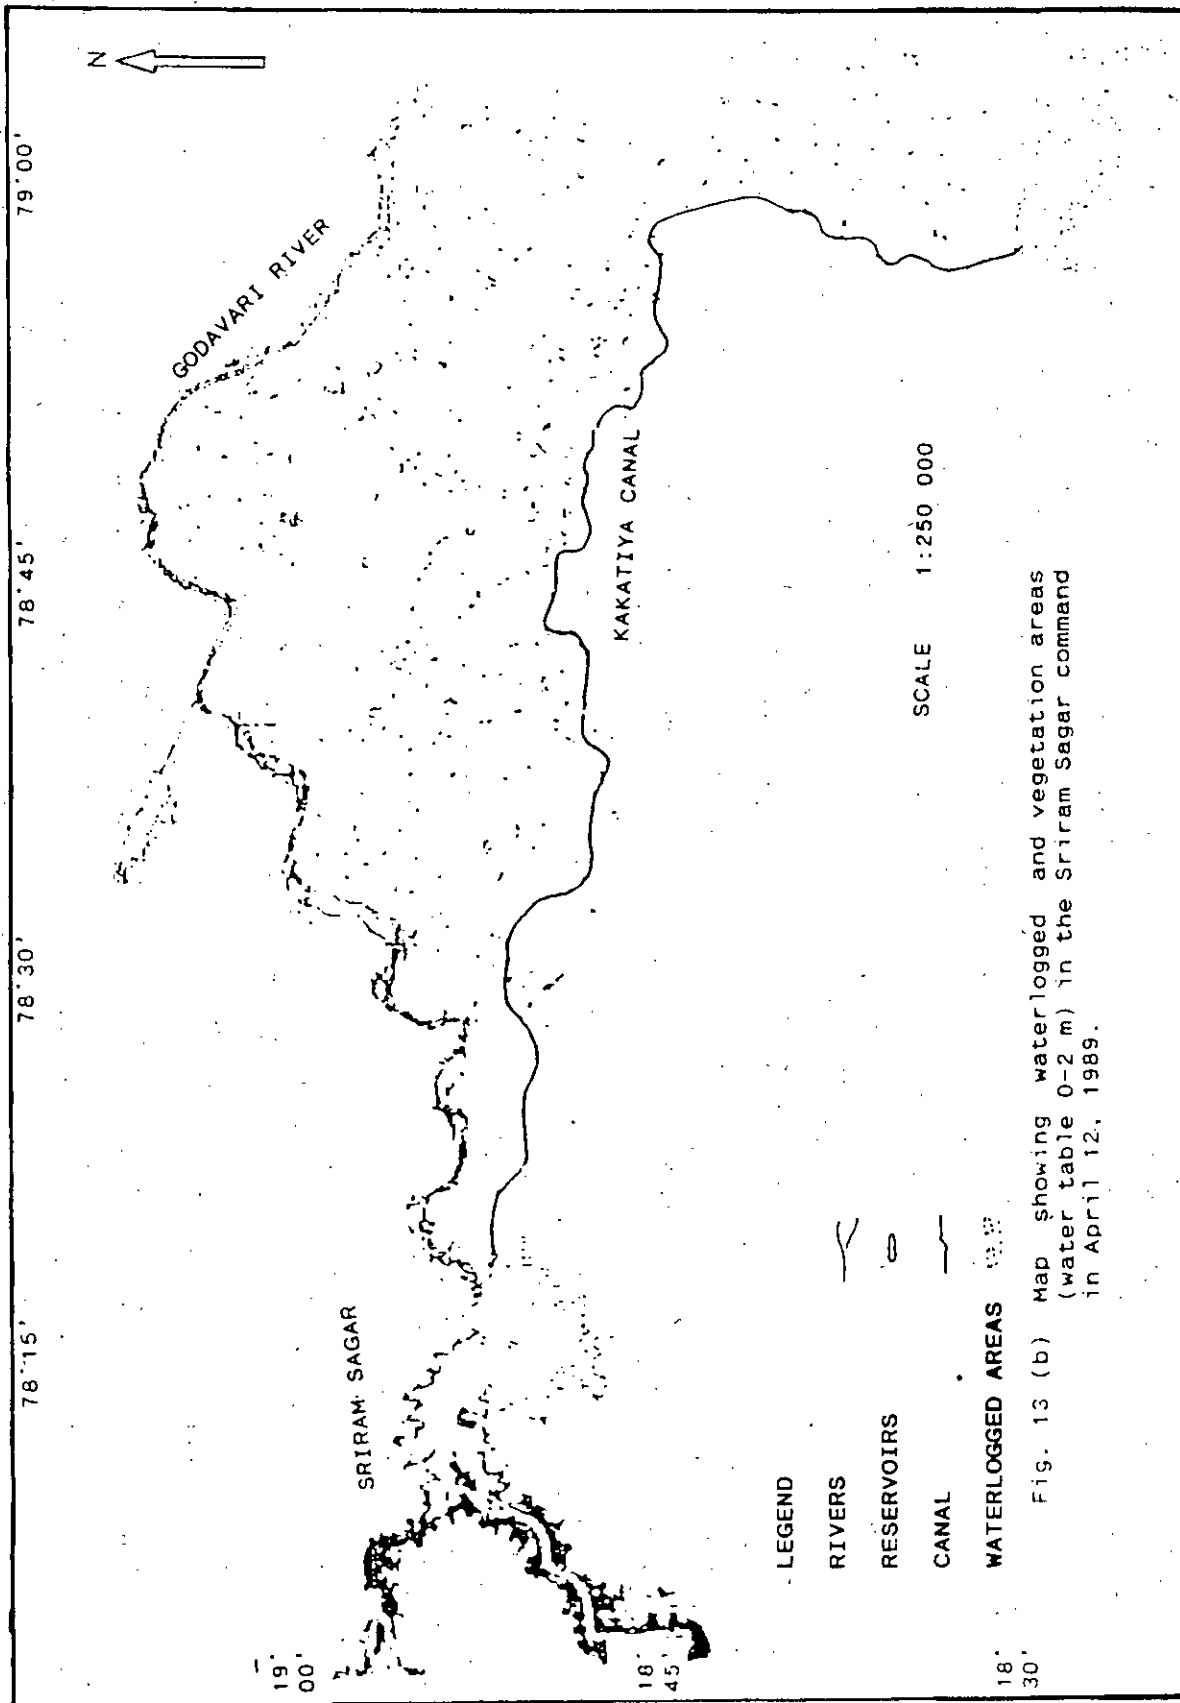 N
78°15'
78°30'
78°45'
79°00'
19°
00'
18°
45'
18°
30'
SRIRAM SAGAR
GODAVARI RIVER
KAKATIYA CANAL
SCALE 1:250 000
LEGEND
RIVERS
RESERVOIRS
CANAL
WATERLOGGED AREAS
Fig. 13 (b) Map showing waterlogged and vegetation areas
(water table 0-2 m) in the Sriram Sagar command
in April 12, 1989.